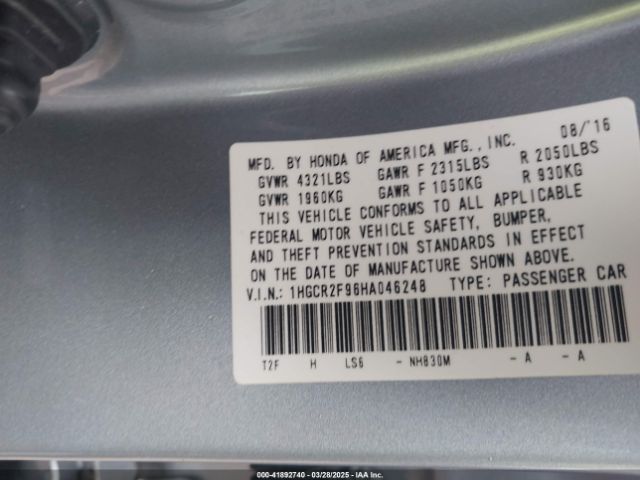 08/'16
MFD. BY HONDA OF AMERICA MFG., INC.
GVWR 4321LBS GAWR F 2315LBS R 2050LBS
GVWR 1960KG GAWR F 1050KG R 930KG
THIS VEHICLE CONFORMS TO ALL APPLICABLE
FEDERAL MOTOR VEHICLE SAFETY, BUMPER,
AND THEFT PREVENTION STANDARDS IN EFFECT
ON THE DATE OF MANUFACTURE SHOWN ABOVE.
V.I.N.: 1HGCR2F96HA046248 TYPE: PASSENGER CAR
T2F H LS6 - NH830M - A - A
000-41892740 - 03/28/2025 - IAA Inc.